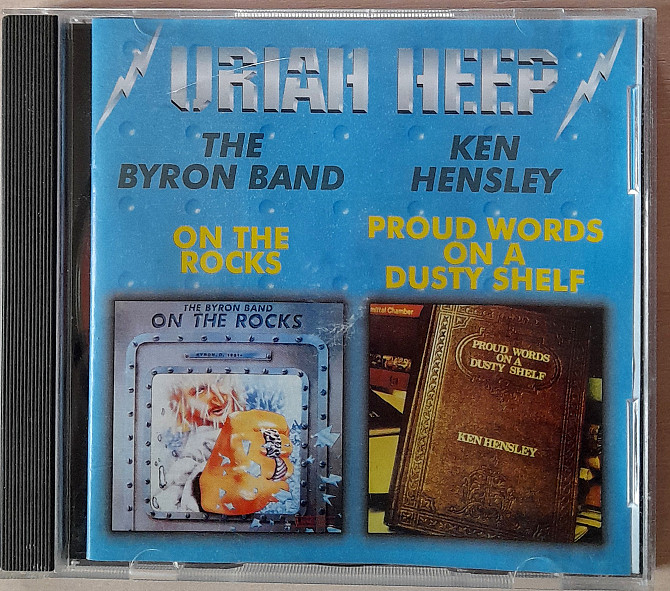 URIAH HEEP
THE
BYRON BAND
KEN
HENSLEY
ON THE
ROCKS
PROUD WORDS
ON A
DUSTY SHELF
THE BYRON BAND
ON THE ROCKS
Chamber
PROUD WORDS
ON A
DUSTY SHELF
KEN HENSLEY